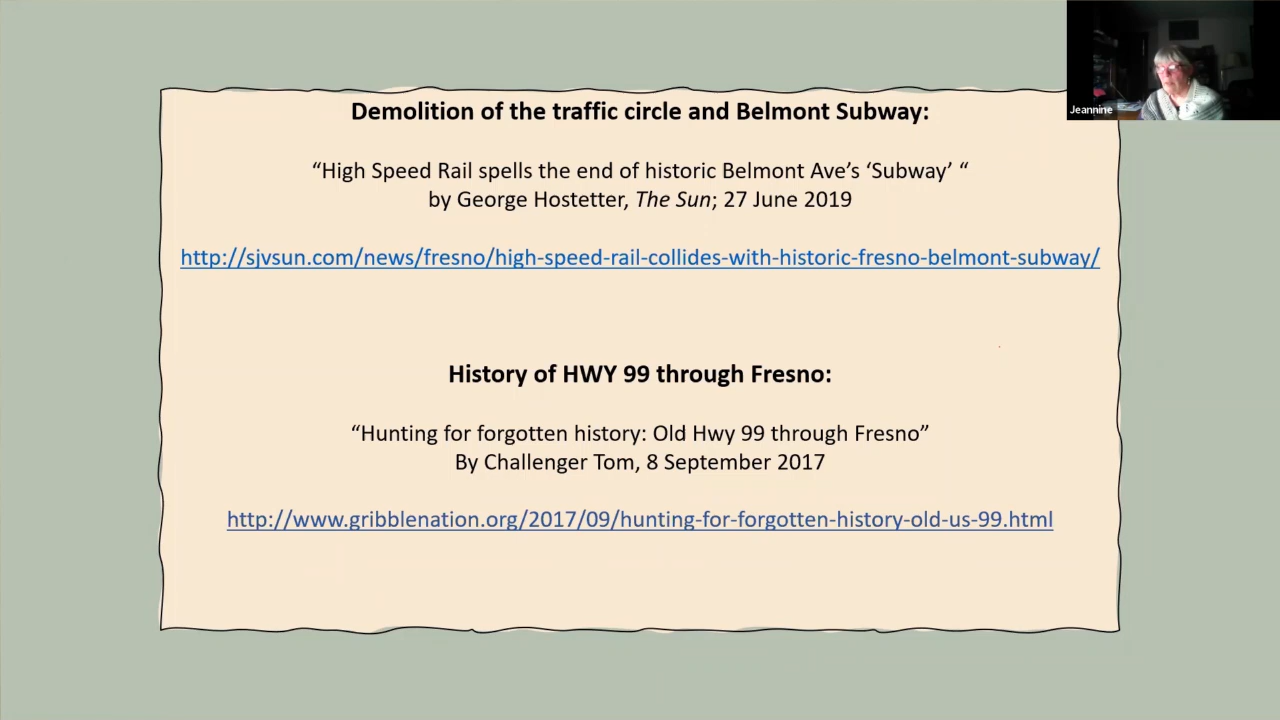 Demolition of the traffic circle and Belmont Subway:
“High Speed Rail spells the end of historic Belmont Ave’s ‘Subway’ “
by George Hostetter, The Sun; 27 June 2019
http://sjvsun.com/news/fresno/high-speed-rail-collides-with-historic-fresno-belmont-subway/
History of HWY 99 through Fresno:
“Hunting for forgotten history: Old Hwy 99 through Fresno”
By Challenger Tom, 8 September 2017
http://www.gribblenation.org/2017/09/hunting-for-forgotten-history-old-us-99.html
Jeannine